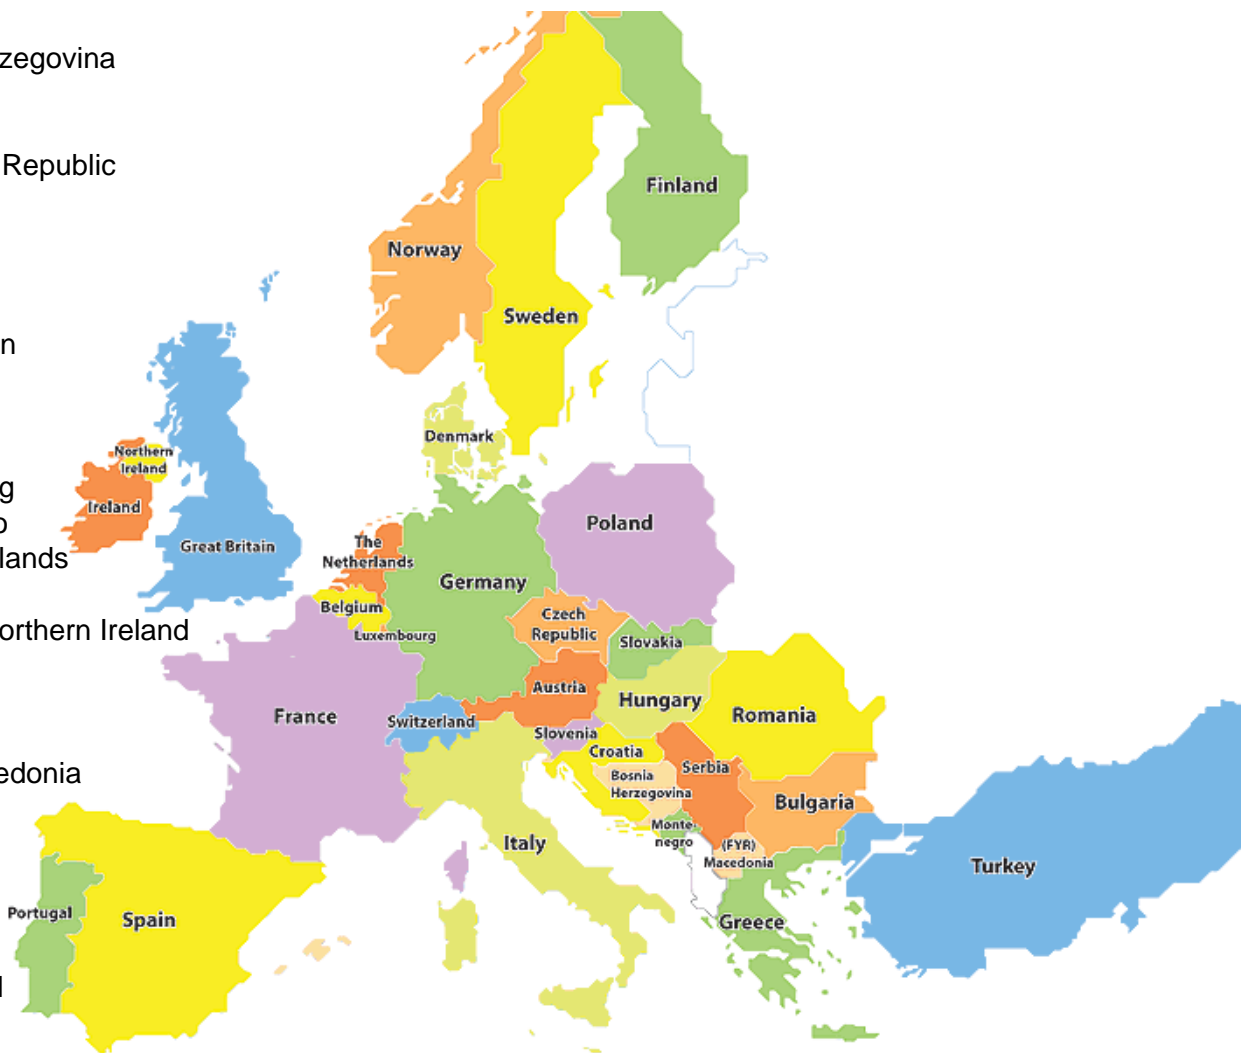 zegovina
Republic
n
g
o
lands
orthern Ireland
edonia
l
Finland
Norway
Sweden
Denmark
Northern
Ireland
Ireland
Great Britain
The
Netherlands
Belgium
Luxembourg
Germany
Poland
Czech
Republic
Slovakia
Austria
Hungary
France
Switzerland
Slovenia
Croatia
Romania
Bosnia
Herzegovina
Serbia
Bulgaria
Monte-
negro
(FYR)
Macedonia
Italy
Greece
Turkey
Portugal
Spain